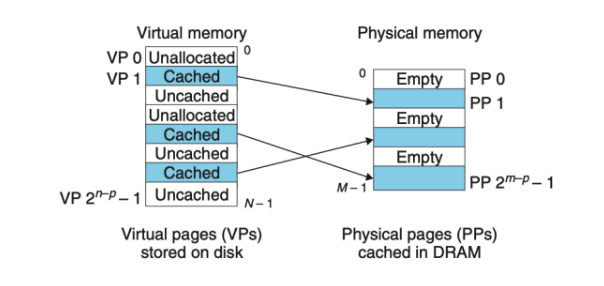 Virtual memory
Physical memory
VP 0 Unallocated 0
VP 1 Cached
Uncached
Unallocated
Cached
Uncached
Cached
VP 2ⁿ⁻ᵖ – 1 Uncached N – 1
0 Empty PP 0
PP 1
Empty
Empty
M – 1 PP 2ᵐ⁻ᵖ – 1
Virtual pages (VPs)
stored on disk
Physical pages (PPs)
cached in DRAM